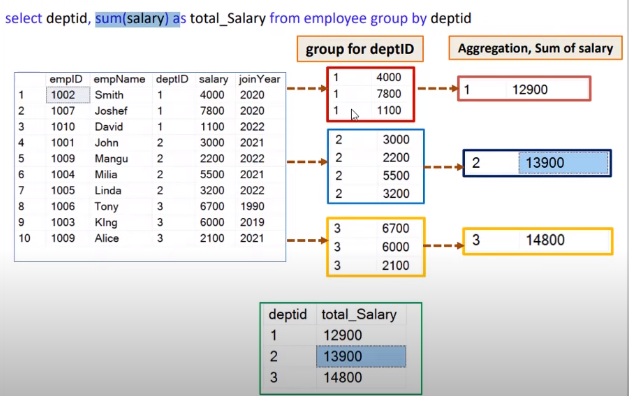 select deptid, sum(salary) as total_Salary from employee group by deptid
group for deptID
Aggregation, Sum of salary
empID empName deptID salary joinYear
1 1002 Smith 1 4000 2020
2 1007 Joshef 1 7800 2020
3 1010 David 1 1100 2022
4 1001 John 2 3000 2021
5 1009 Mangu 2 2200 2022
6 1004 Milia 2 5500 2021
7 1005 Linda 2 3200 2022
8 1006 Tony 3 6700 1990
9 1003 KIng 3 6000 2019
10 1009 Alice 3 2100 2021
1 4000
1 7800
1 1100
2 3000
2 2200
2 5500
2 3200
3 6700
3 6000
3 2100
1 12900
2 13900
3 14800
deptid total_Salary
1 12900
2 13900
3 14800